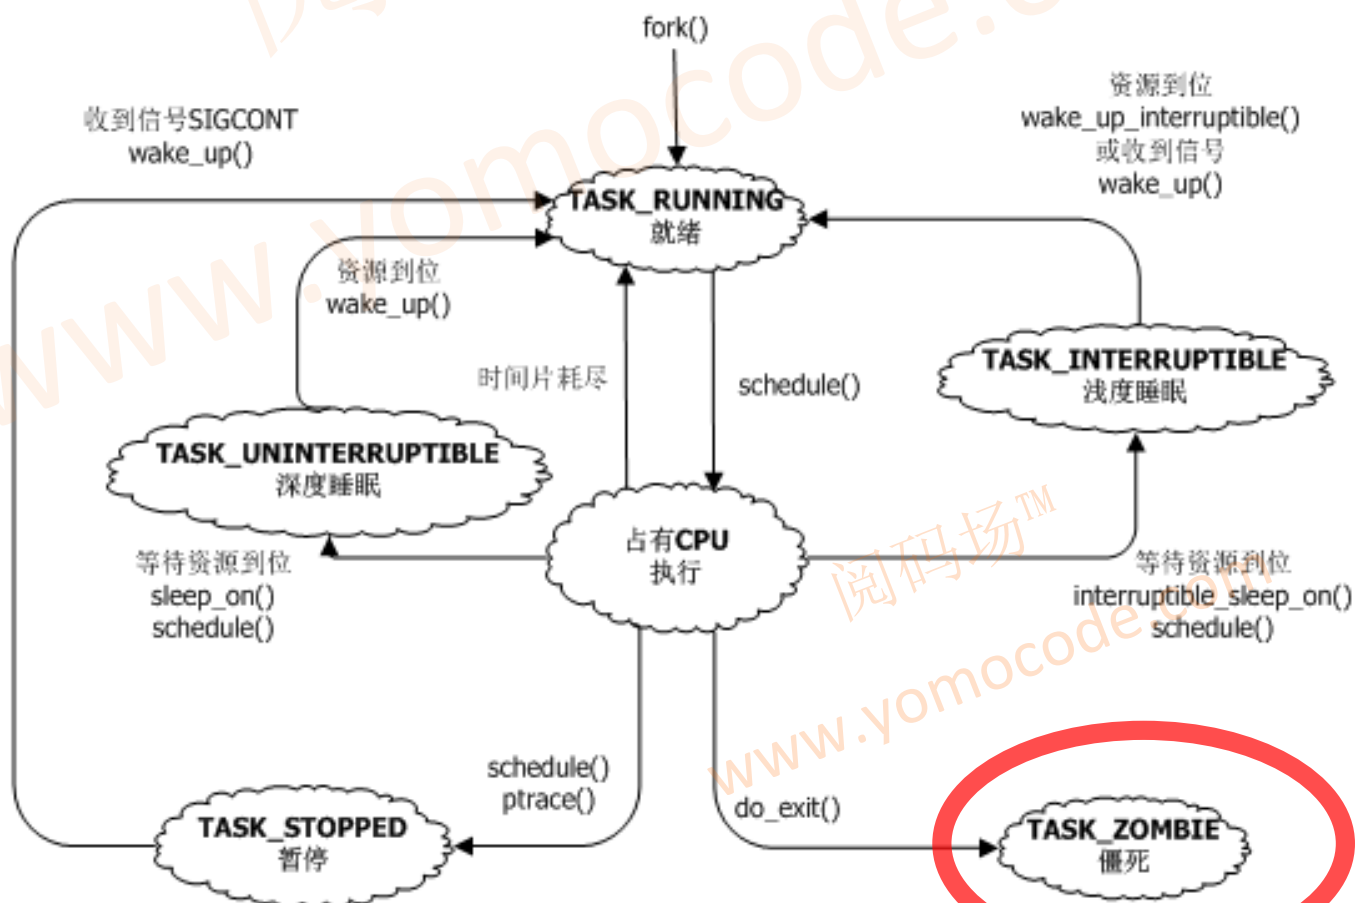 fork()
收到信号SIGCONT
wake_up()
资源到位
wake_up_interruptible()
或收到信号
wake_up()
TASK_RUNNING
就绪
资源到位
wake_up()
时间片耗尽
schedule()
TASK_INTERRUPTIBLE
浅度睡眠
TASK_UNINTERRUPTIBLE
深度睡眠
占有CPU
执行
等待资源到位
sleep_on()
schedule()
等待资源到位
interruptible_sleep_on()
schedule()
schedule()
ptrace()
do_exit()
TASK_STOPPED
暂停
TASK_ZOMBIE
僵死
www.yomocode.c
阅码场™
www.yomocode.com